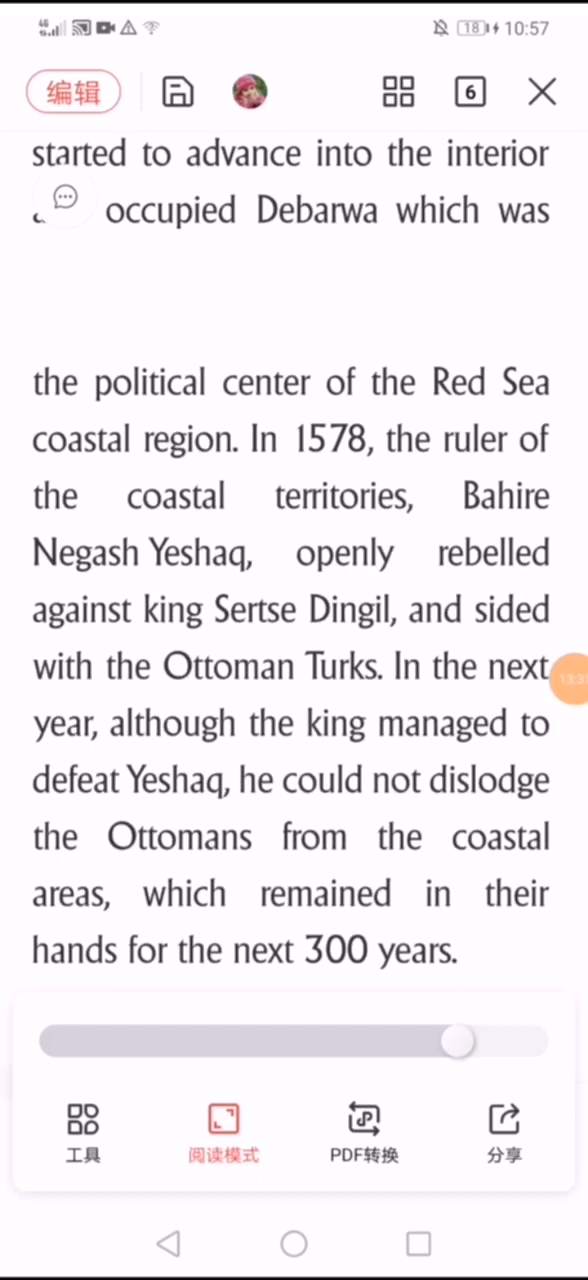 4G 18 10:57
编辑 6
started to advance into the interior
occupied Debarwa which was
the political center of the Red Sea
coastal region. In 1578, the ruler of
the coastal territories, Bahire
Negash Yeshaq, openly rebelled
against king Sertse Dingil, and sided
with the Ottoman Turks. In the next
year, although the king managed to
defeat Yeshaq, he could not dislodge
the Ottomans from the coastal
areas, which remained in their
hands for the next 300 years.
工具 阅读模式 PDF转换 分享